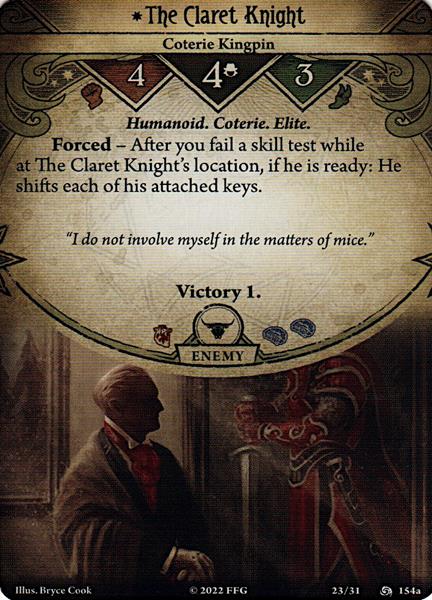 The Claret Knight
Coterie Kingpin
4 4 3
Humanoid. Coterie. Elite.
Forced – After you fail a skill test while
at The Claret Knight's location, if he is ready: He
shifts each of his attached keys.
"I do not involve myself in the matters of mice."
Victory 1.
ENEMY
Illus. Bryce Cook © 2022 FFG 23/31 154a